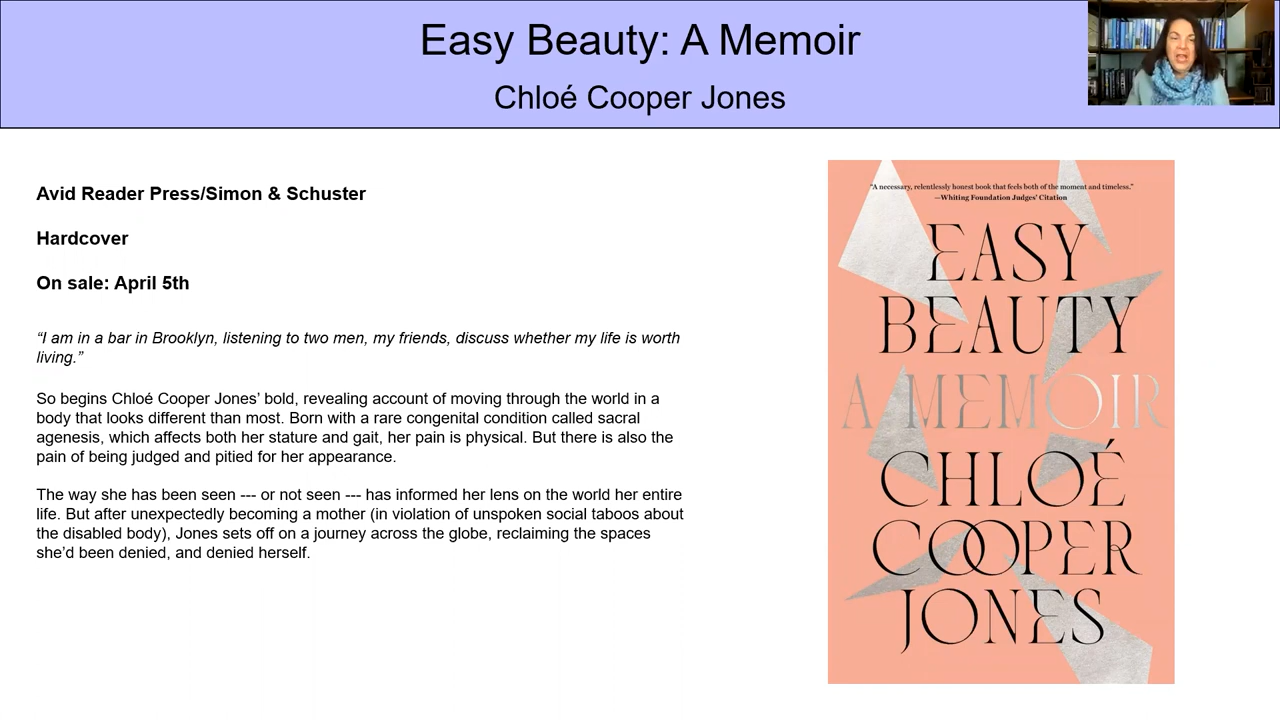 Easy Beauty: A Memoir
Chloé Cooper Jones
Avid Reader Press/Simon & Schuster
Hardcover
On sale: April 5th
“I am in a bar in Brooklyn, listening to two men, my friends, discuss whether my life is worth
living.”
So begins Chloé Cooper Jones’ bold, revealing account of moving through the world in a
body that looks different than most. Born with a rare congenital condition called sacral
agenesis, which affects both her stature and gait, her pain is physical. But there is also the
pain of being judged and pitied for her appearance.
The way she has been seen --- or not seen --- has informed her lens on the world her entire
life. But after unexpectedly becoming a mother (in violation of unspoken social taboos about
the disabled body), Jones sets off on a journey across the globe, reclaiming the spaces
she’d been denied, and denied herself.
“A necessary, relentlessly honest book that feels both of the moment and timeless.”
—Whiting Foundation Judges’ Citation
EASY
BEAUTY
A MEMOIR
CHLOÉ
COOPER
JONES